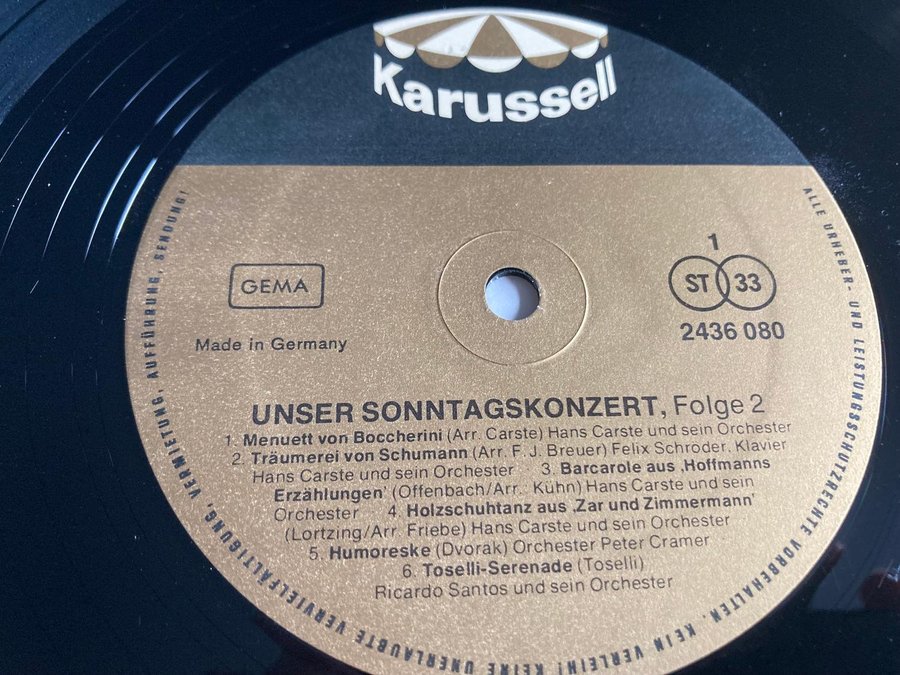 Karussell
GEMA
Made in Germany
1
ST 33
2436 080
UNSER SONNTAGSKONZERT, Folge 2
1. Menuett von Boccherini (Arr. Carste) Hans Carste und sein Orchester
2. Träumerei von Schumann (Arr. F. J. Breuer) Felix Schroder. Klavier
Hans Carste und sein Orchester 3. Barcarole aus ‚Hoffmanns
Erzählungen' (Offenbach/Arr. Kühn) Hans Carste und sein
Orchester 4. Holzschuhtanz aus ‚Zar und Zimmermann'
(Lortzing/Arr. Friebe) Hans Carste und sein Orchester
5. Humoreske (Dvorak) Orchester Peter Cramer
6. Toselli-Serenade (Toselli)
Ricardo Santos und sein Orchester
ALLE URHEBER- UND LEISTUNGSSCHUTZRECHTE VORBEHALTEN. KEIN VERLEIH! KEINE UNERLAUBTE VERVIELFÄLTIGUNG, VERMIETUNG, AUFFÜHRUNG, SENDUNG!